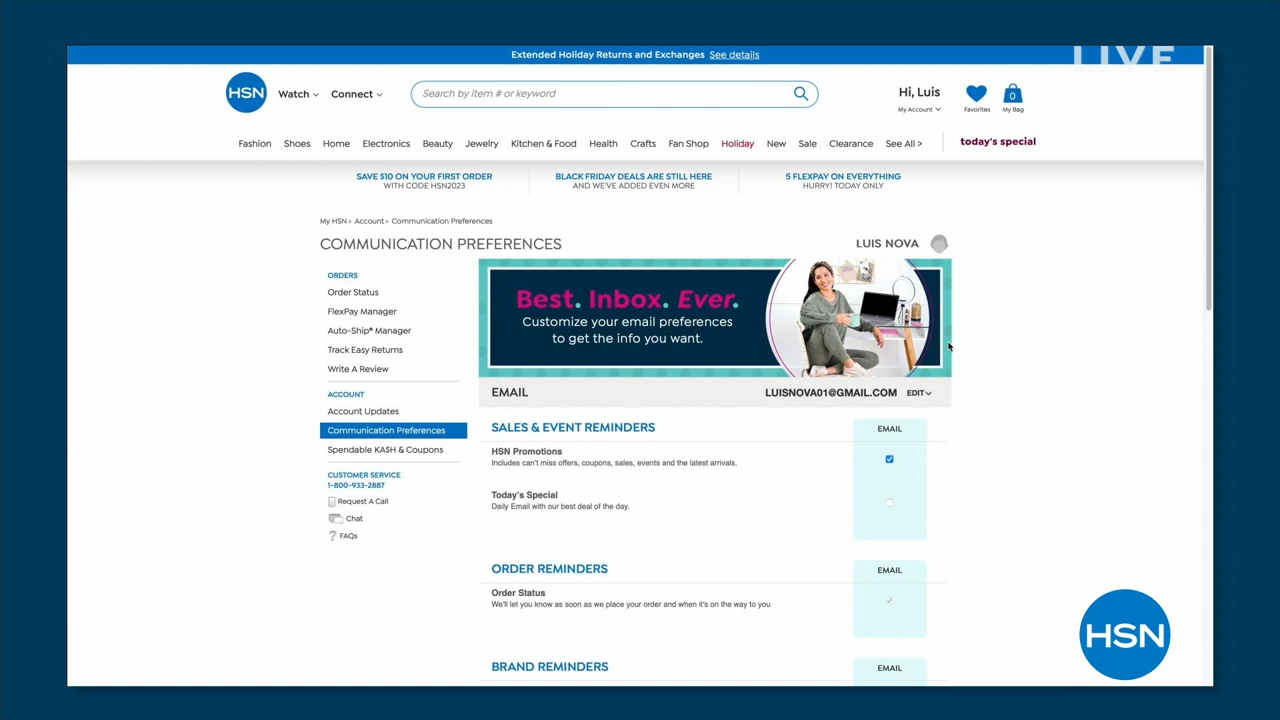 Extended Holiday Returns and Exchanges See details
LIVE
HSN
Watch
Connect
Search by item # or keyword
Hi, Luis
My Account
Favorites
0
My Bag
Fashion Shoes Home Electronics Beauty Jewelry Kitchen & Food Health Crafts Fan Shop Holiday New Sale Clearance See All >
today's special
SAVE $10 ON YOUR FIRST ORDER
WITH CODE HSN2023
BLACK FRIDAY DEALS ARE STILL HERE
AND WE'VE ADDED EVEN MORE
5 FLEXPAY ON EVERYTHING
HURRY! TODAY ONLY
My HSN> Account> Communication Preferences
COMMUNICATION PREFERENCES
LUIS NOVA
ORDERS
Order Status
FlexPay Manager
Auto-Ship® Manager
Track Easy Returns
Write A Review
ACCOUNT
Account Updates
Communication Preferences
Spendable KA$H & Coupons
CUSTOMER SERVICE
1-800-933-2887
Request A Call
Chat
? FAQs
Best. Inbox. Ever.
Customize your email preferences
to get the info you want.
EMAIL
LUISNOVA01@GMAIL.COM EDIT
SALES & EVENT REMINDERS
EMAIL
HSN Promotions
Includes can't miss offers, coupons, sales, events and the latest arrivals.
Today's Special
Daily Email with our best deal of the day.
ORDER REMINDERS
EMAIL
Order Status
We'll let you know as soon as we place your order and when it's on the way to you
BRAND REMINDERS
EMAIL
HSN